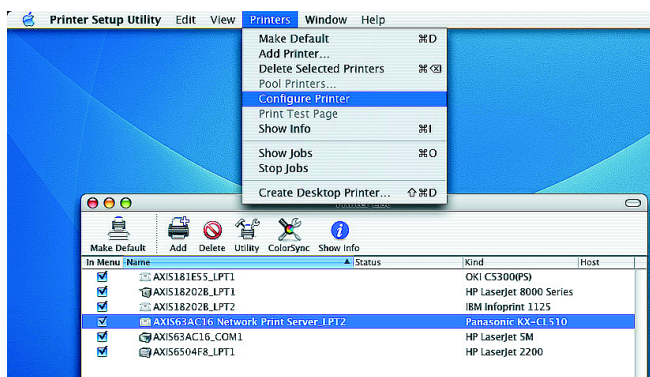 Printer Setup Utility Edit View Printers Window Help
Make Default ⌘D
Add Printer...
Delete Selected Printers ⌘⌫
Pool Printers...
Configure Printer
Print Test Page
Show Info ⌘I
Show Jobs ⌘O
Stop Jobs
Create Desktop Printer... ⇧⌘D
Make Default Add Delete Utility ColorSync Show Info
In Menu Name Status Kind Host
AXIS181E55_LPT1 OKI C5300(PS)
AXIS18202B_LPT1 HP LaserJet 8000 Series
AXIS18202B_LPT2 IBM Infoprint 1125
AXIS63AC16 Network Print Server_LPT2 Panasonic KX-CL510
AXIS63AC16_COM1 HP LaserJet 5M
AXIS6504F8_LPT1 HP LaserJet 2200